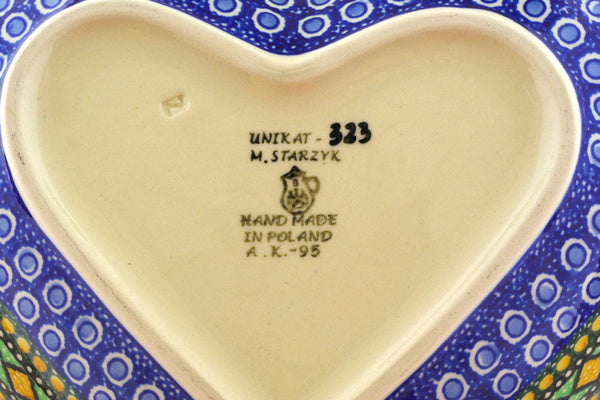 UNIKAT - 323
M. STARZYK
HAND MADE
IN POLAND
A.K.-95